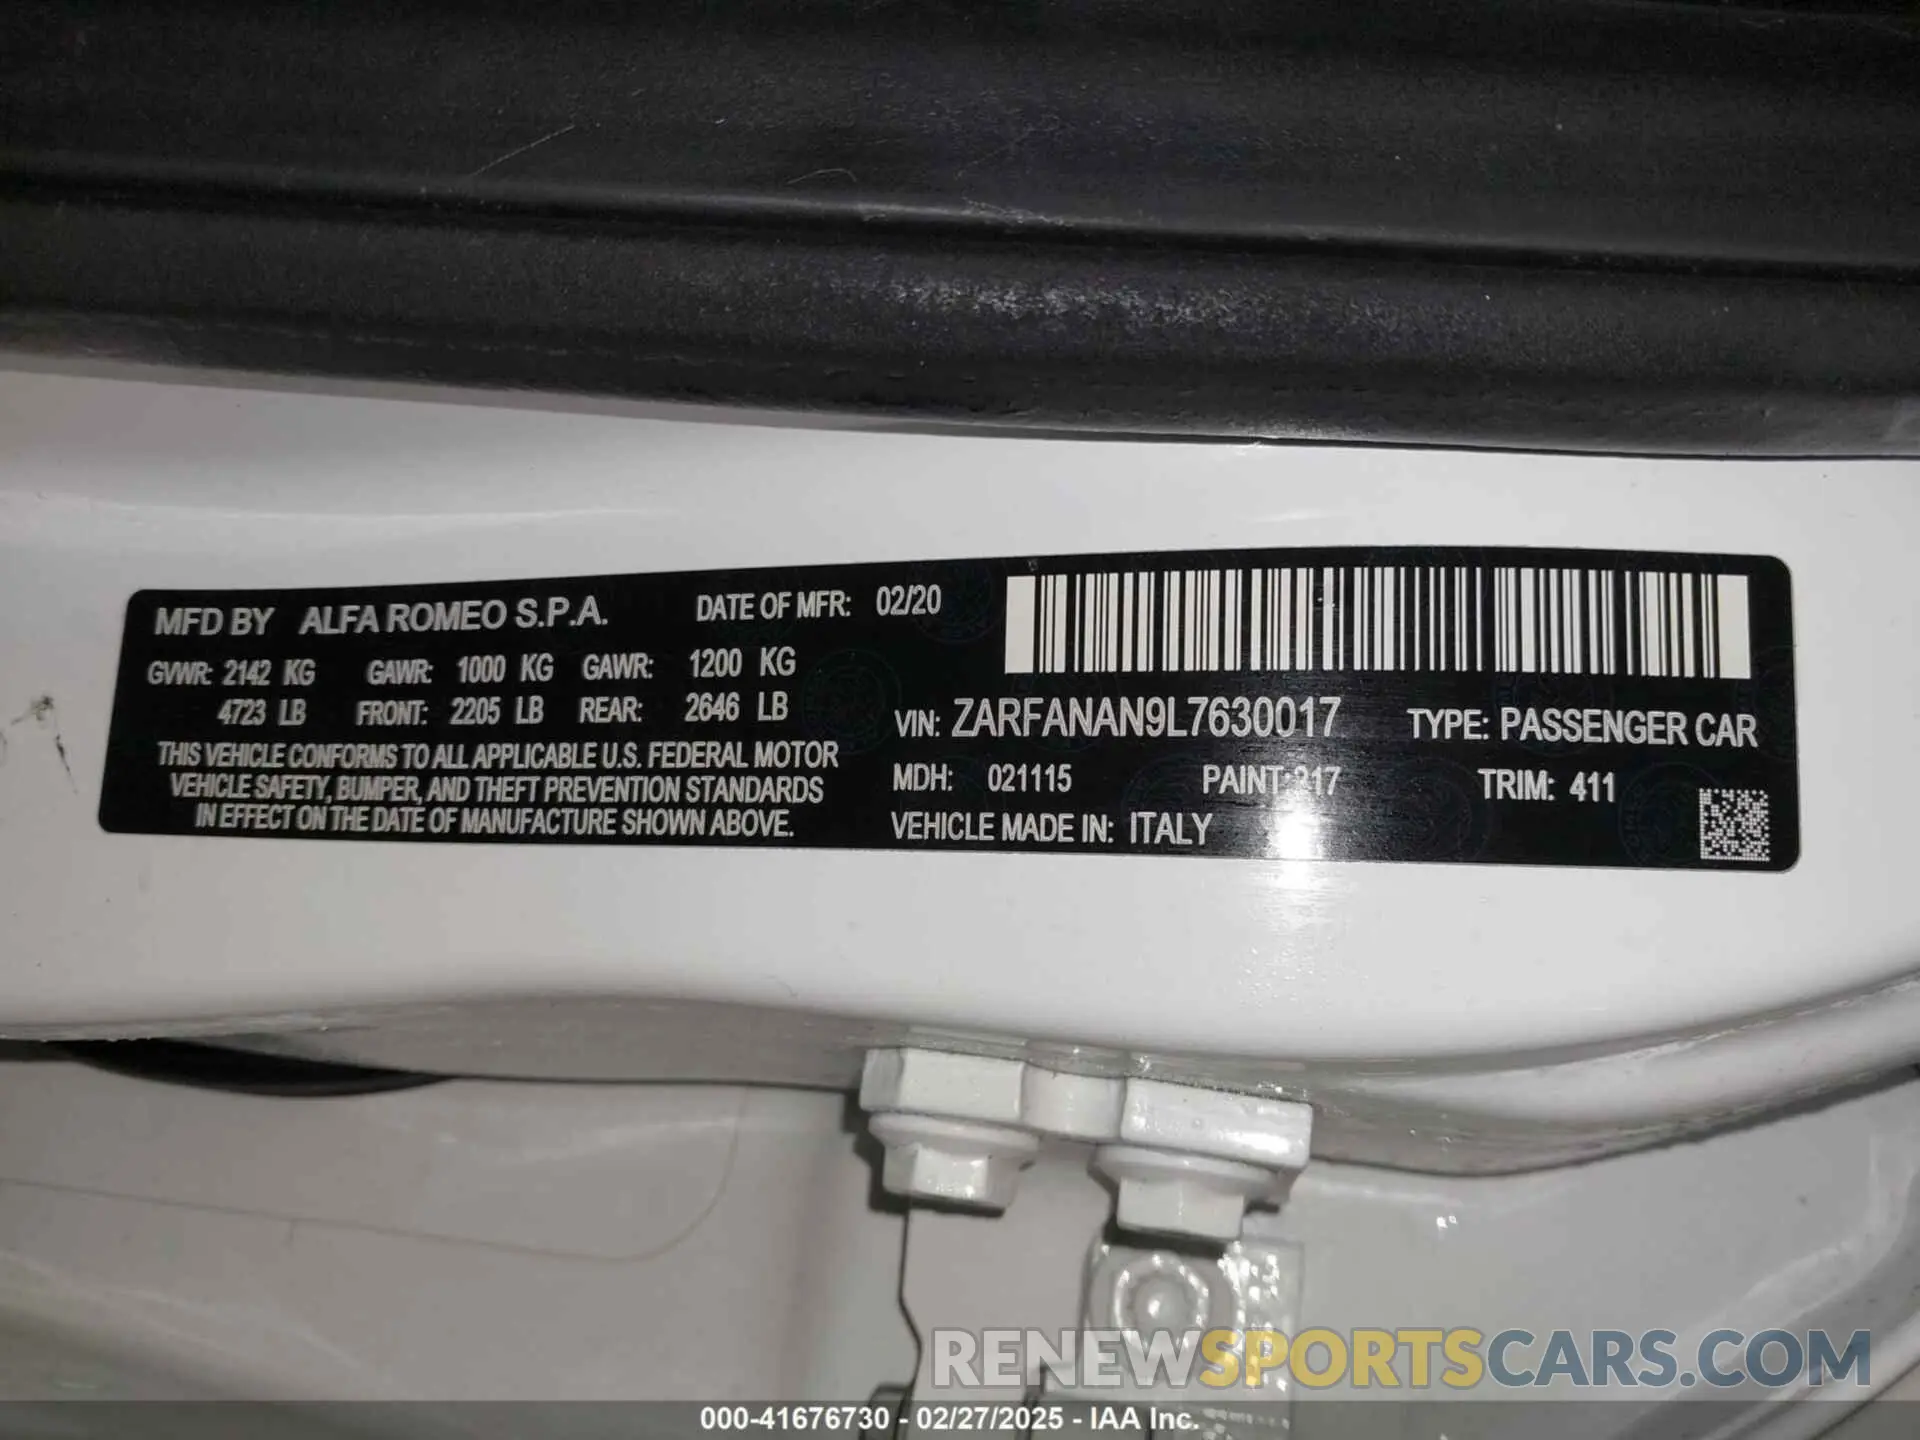 MFD BY ALFA ROMEO S.P.A. DATE OF MFR: 02/20
GVWR: 2142 KG GAWR: 1000 KG GAWR: 1200 KG
4723 LB FRONT: 2205 LB REAR: 2646 LB
THIS VEHICLE CONFORMS TO ALL APPLICABLE U.S. FEDERAL MOTOR
VEHICLE SAFETY, BUMPER, AND THEFT PREVENTION STANDARDS
IN EFFECT ON THE DATE OF MANUFACTURE SHOWN ABOVE.
VIN: ZARFANAN9L7630017 TYPE: PASSENGER CAR
MDH: 021115 PAINT: TRIM: 411
VEHICLE MADE IN: ITALY
RENEWSPORTSCARS.COM
000-41676730 - 02/27/2025 - IAA Inc.